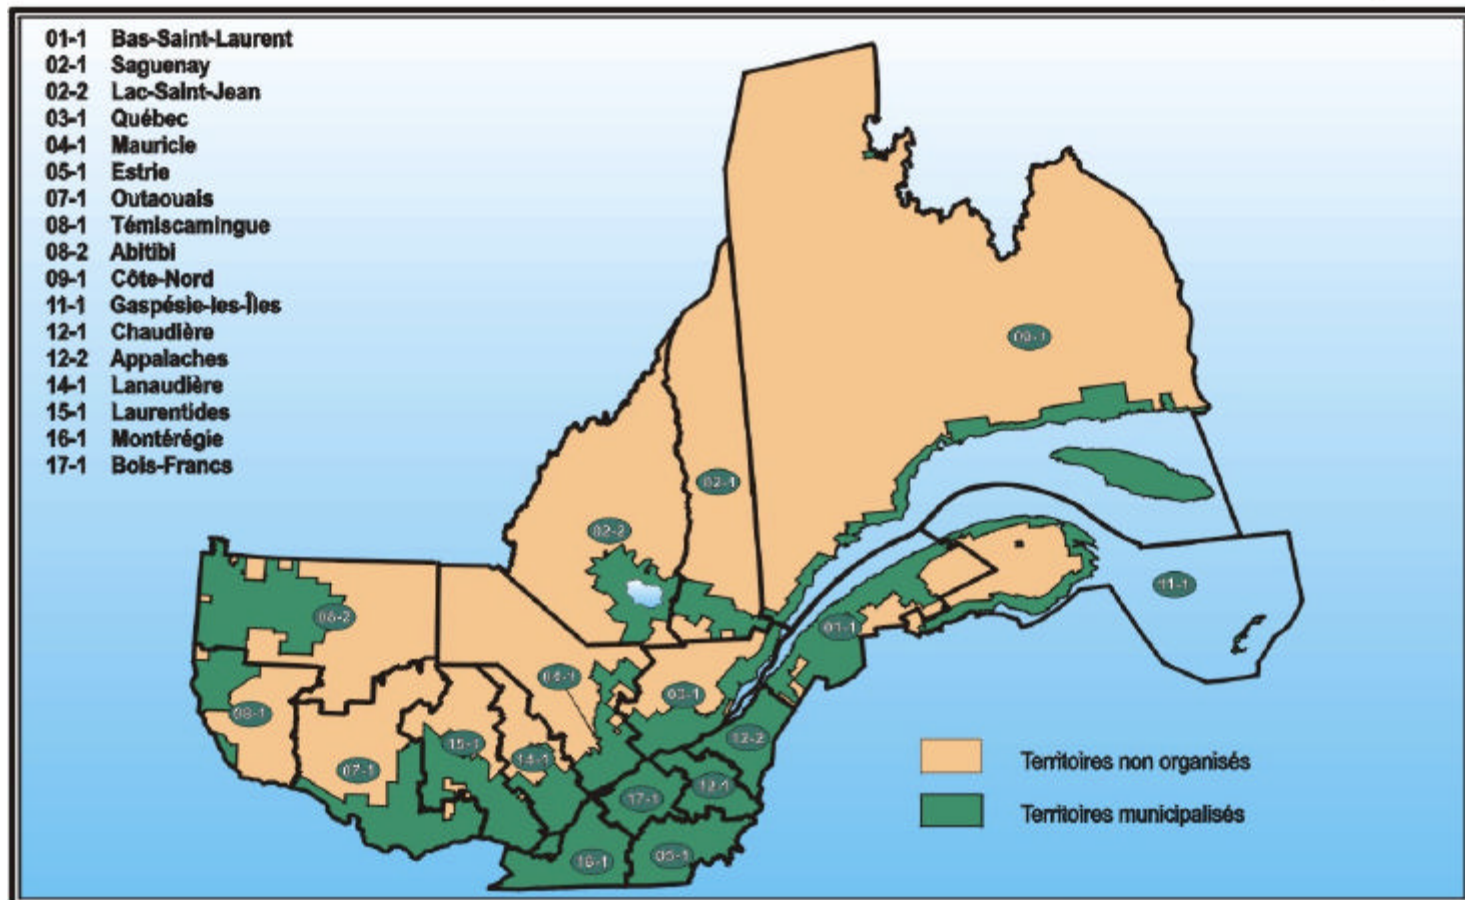 01-1 Bas-Saint-Laurent
02-1 Saguenay
02-2 Lac-Saint-Jean
03-1 Québec
04-1 Mauricie
05-1 Estrie
07-1 Outaouais
08-1 Témiscamingue
08-2 Abitibi
09-1 Côte-Nord
11-1 Gaspésie-les-Îles
12-1 Chaudière
12-2 Appalaches
14-1 Lanaudière
15-1 Laurentides
16-1 Montérégie
17-1 Bois-Francs
09-1
02-1
02-2
11-1
08-2
01-1
04-1
03-1
08-1
12-2
15-1
14-1
07-1
12-1
17-1
16-1
05-1
Territoires non organisés
Territoires municipalisés